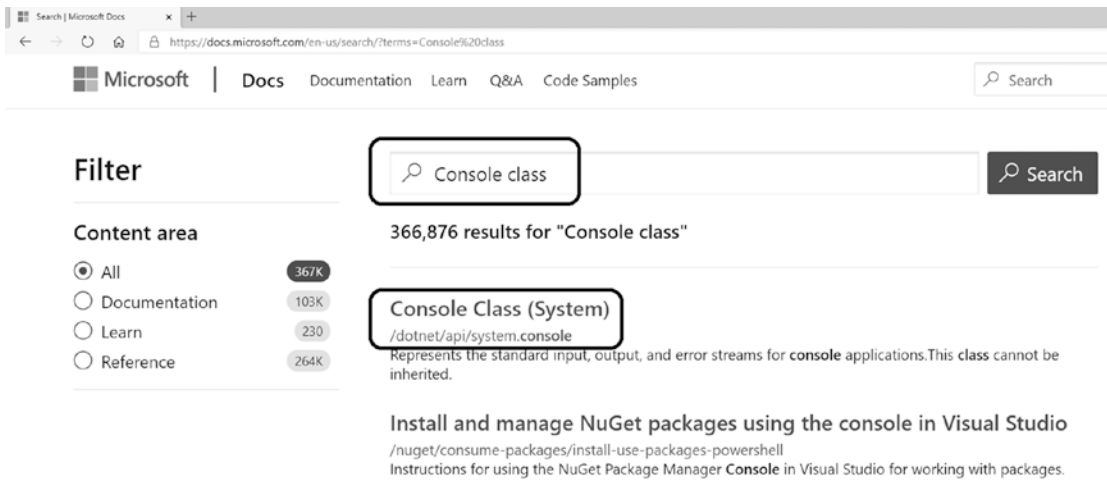 Search | Microsoft Docs
https://docs.microsoft.com/en-us/search/?terms=Console%20class
Microsoft | Docs Documentation Learn Q&A Code Samples Search
Filter
Console class Search
Content area
366,876 results for "Console class"
All 367K
Documentation 103K
Learn 230
Reference 264K
Console Class (System)
/dotnet/api/system.console
Represents the standard input, output, and error streams for console applications.This class cannot be
inherited.
Install and manage NuGet packages using the console in Visual Studio
/nuget/consume-packages/install-use-packages-powershell
Instructions for using the NuGet Package Manager Console in Visual Studio for working with packages.